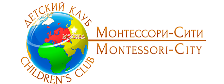 ДЕТСКИЙ КЛУБ
МОНТЕССОРИ-СИТИ
MONTESSORI-CITY
CHILDREN'S CLUB